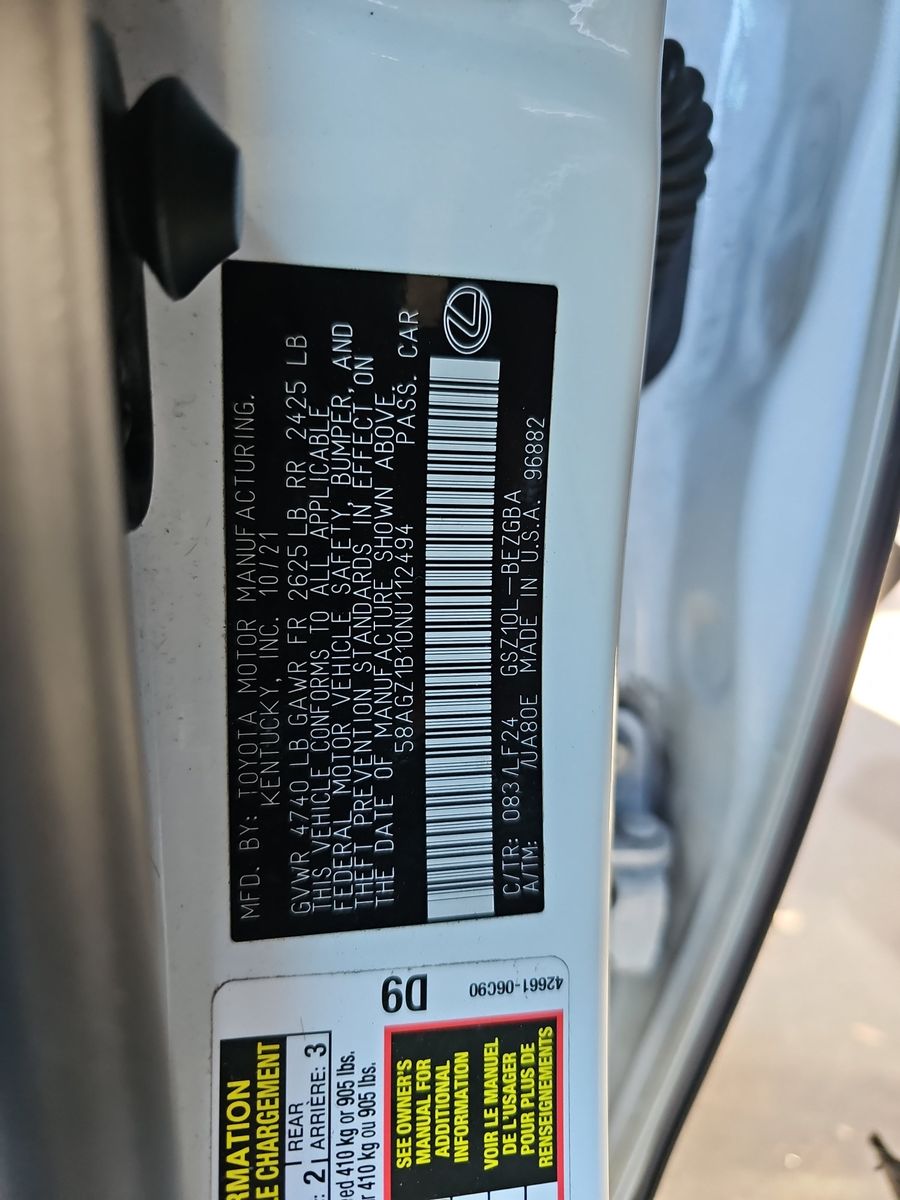 MFD. BY: TOYOTA MOTOR MANUFACTURING.
KENTUCKY, INC. 10/21
GVWR 4740 LB GAWR FR 2625 LB RR 2425 LB
THIS VEHICLE CONFORMS TO ALL APPLICABLE
FEDERAL MOTOR VEHICLE SAFETY, BUMPER, AND
THEFT PREVENTION STANDARDS IN EFFECT ON
THE DATE OF MANUFACTURE SHOWN ABOVE.
58AGZ1B10NU112494 PASS. CAR
C/TR: 083/LF24 GSZ10L-BEZGBA
A/TM: /UA80E MADE IN U.S.A. 96882
D9
42661-06C90
RMATION
E CHARGEMENT
: 2 REAR
ARRIÈRE: 3
eed 410 kg or 905 lbs.
r 410 kg ou 905 lbs.
SEE OWNER'S
MANUAL FOR
ADDITIONAL
INFORMATION
VOIR LE MANUEL
DE L'USAGER
POUR PLUS DE
RENSEIGNEMENTS